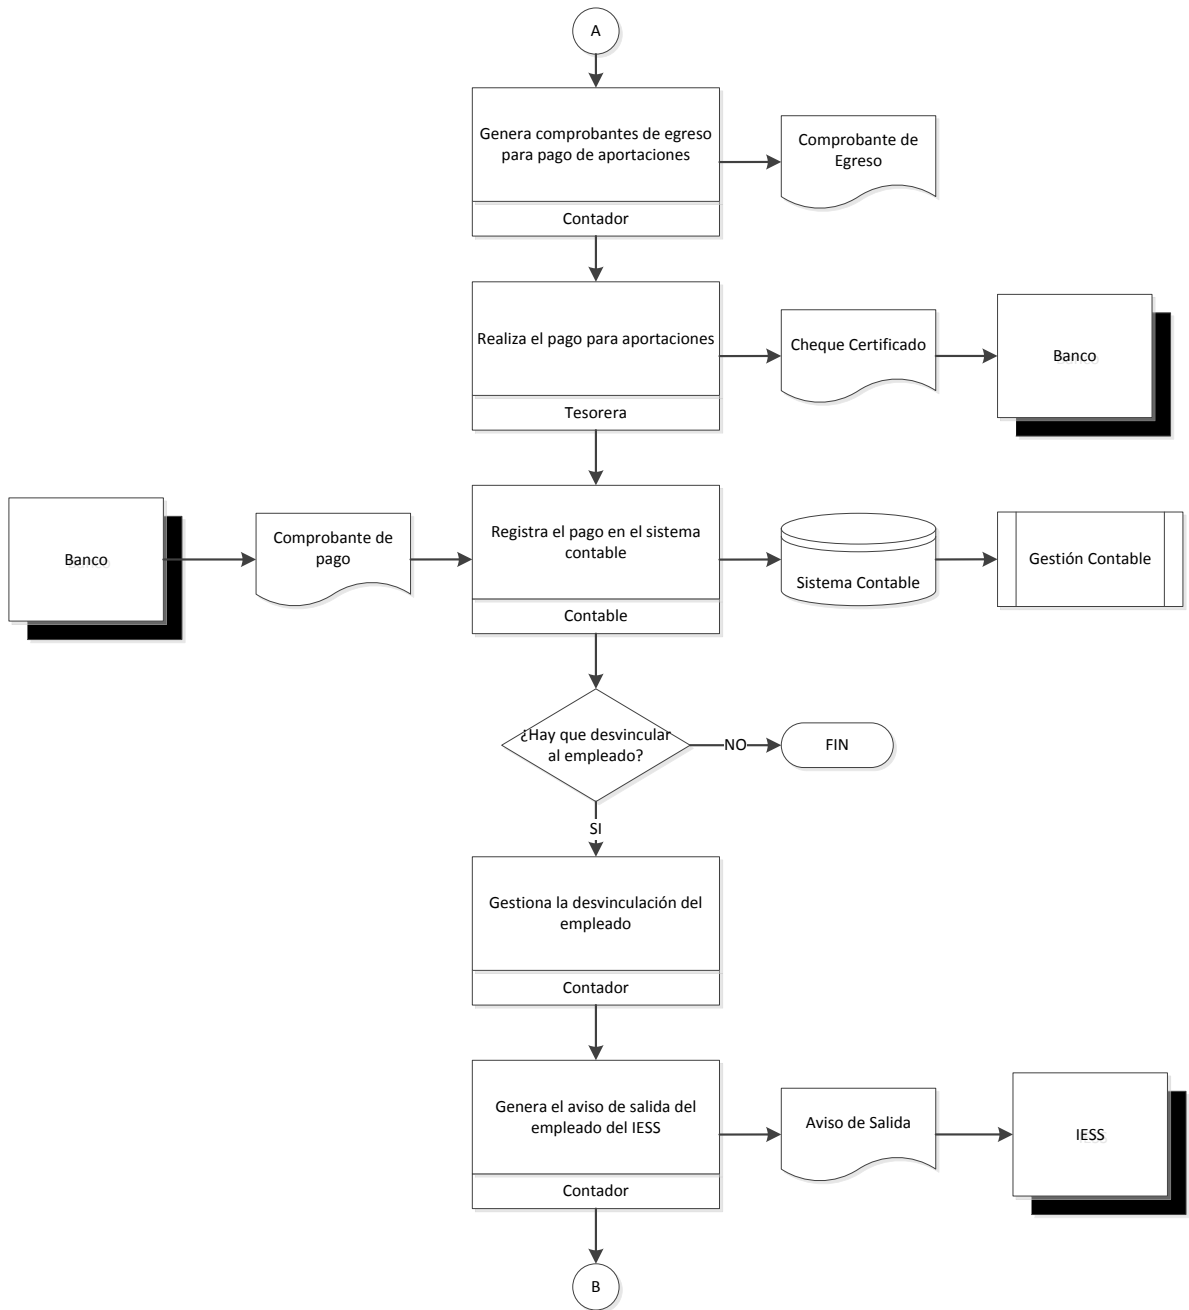 A
Genera comprobantes de egreso
para pago de aportaciones
Contador
Comprobante de
Egreso
Realiza el pago para aportaciones
Tesorera
Cheque Certificado
Banco
Banco
Comprobante de
pago
Registra el pago en el sistema
contable
Contable
Sistema Contable
Gestión Contable
¿Hay que desvincular
al empleado?
NO
FIN
SI
Gestiona la desvinculación del
empleado
Contador
Genera el aviso de salida del
empleado del IESS
Contador
Aviso de Salida
IESS
B